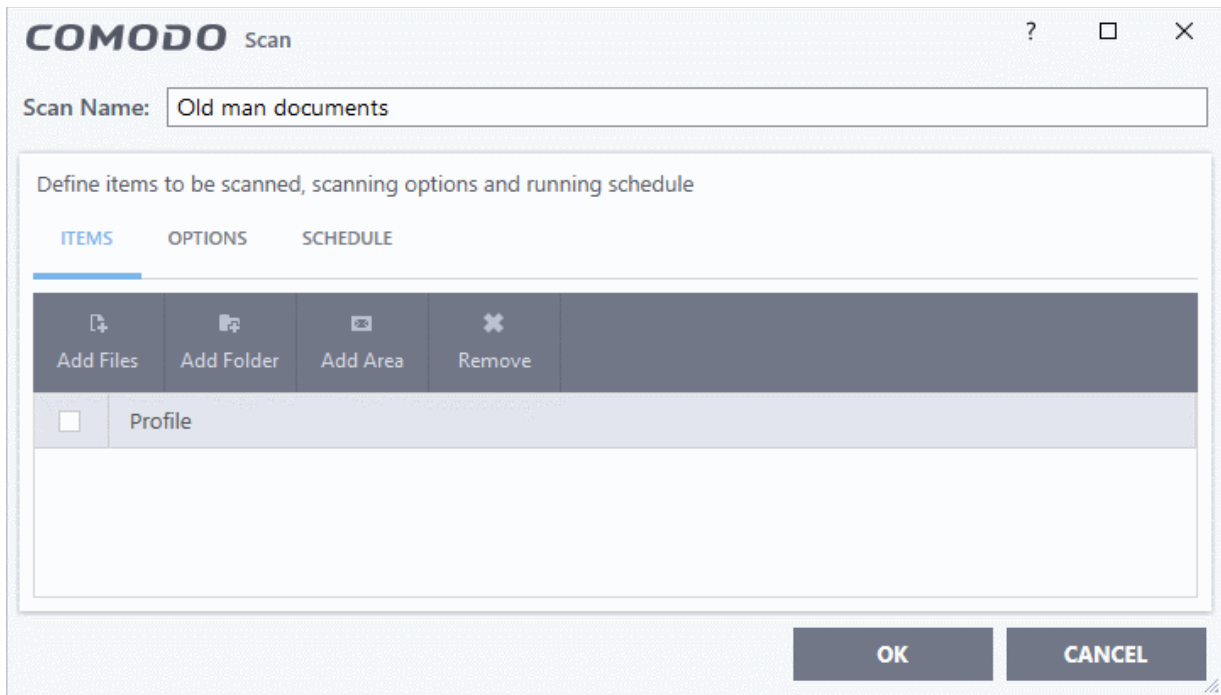 COMODO Scan ?
Scan Name: Old man documents
Define items to be scanned, scanning options and running schedule
ITEMS OPTIONS SCHEDULE
Add Files Add Folder Add Area Remove
Profile
OK CANCEL